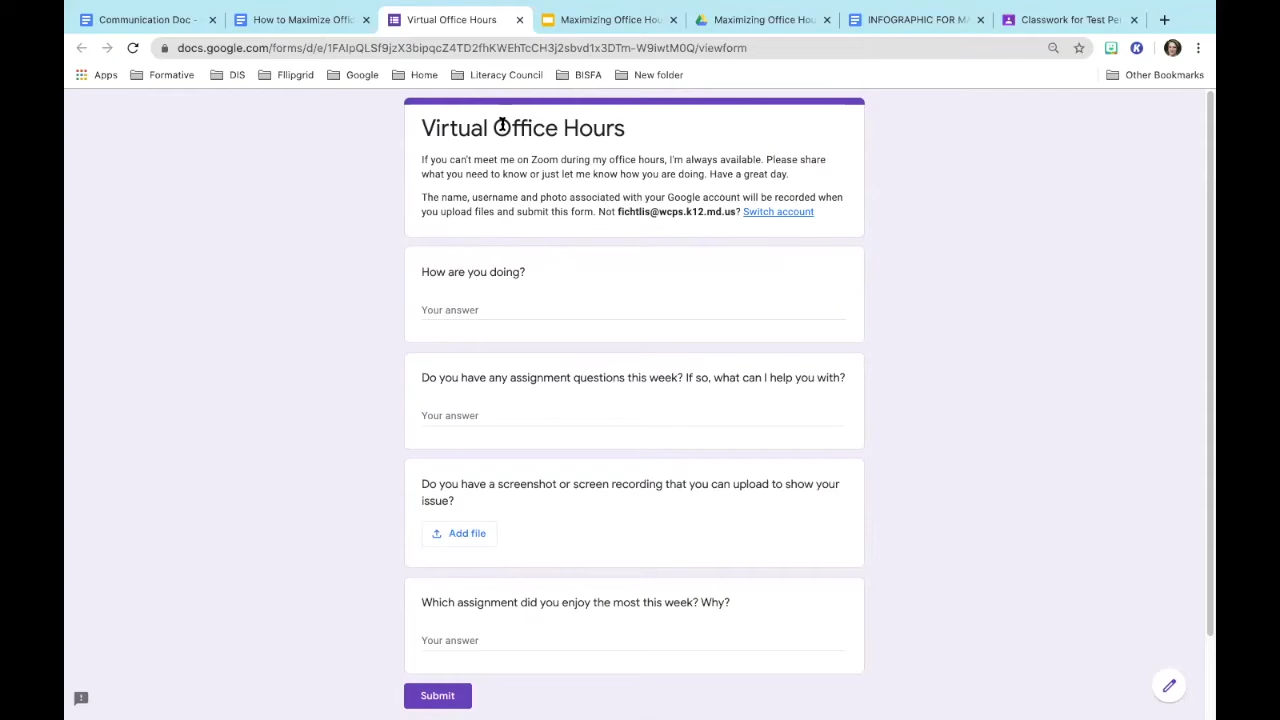 Communication Doc -
How to Maximize Offic
Virtual Office Hours
Maximizing Office Hou
Maximizing Office Hou
INFOGRAPHIC FOR MA
Classwork for Test Pe
docs.google.com/forms/d/e/1FAIpQLSf9jzX3bipqcZ4TD2fhKWEhTcCH3j2sbvd1x3DTm-W9iwtM0Q/viewform
Apps
Formative
DIS
FlIipgrid
Google
Home
Literacy Council
BISFA
New folder
Other Bookmarks
Virtual Office Hours
If you can't meet me on Zoom during my office hours, I'm always available. Please share
what you need to know or just let me know how you are doing. Have a great day.
The name, username and photo associated with your Google account will be recorded when
you upload files and submit this form. Not fichtlis@wcps.k12.md.us? Switch account
How are you doing?
Your answer
Do you have any assignment questions this week? If so, what can I help you with?
Your answer
Do you have a screenshot or screen recording that you can upload to show your
issue?
Add file
Which assignment did you enjoy the most this week? Why?
Your answer
Submit